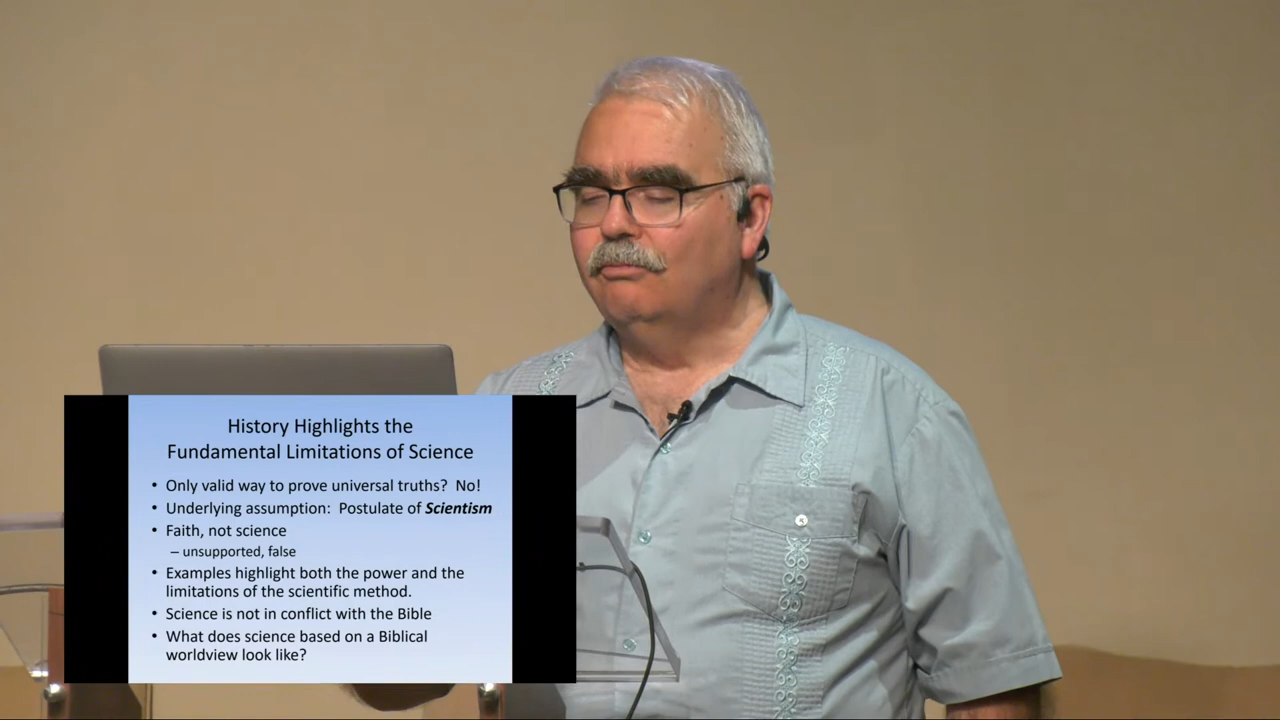 History Highlights the
Fundamental Limitations of Science
• Only valid way to prove universal truths?  No!
• Underlying assumption:  Postulate of Scientism
• Faith, not science
– unsupported, false
• Examples highlight both the power and the
limitations of the scientific method.
• Science is not in conflict with the Bible
• What does science based on a Biblical
worldview look like?